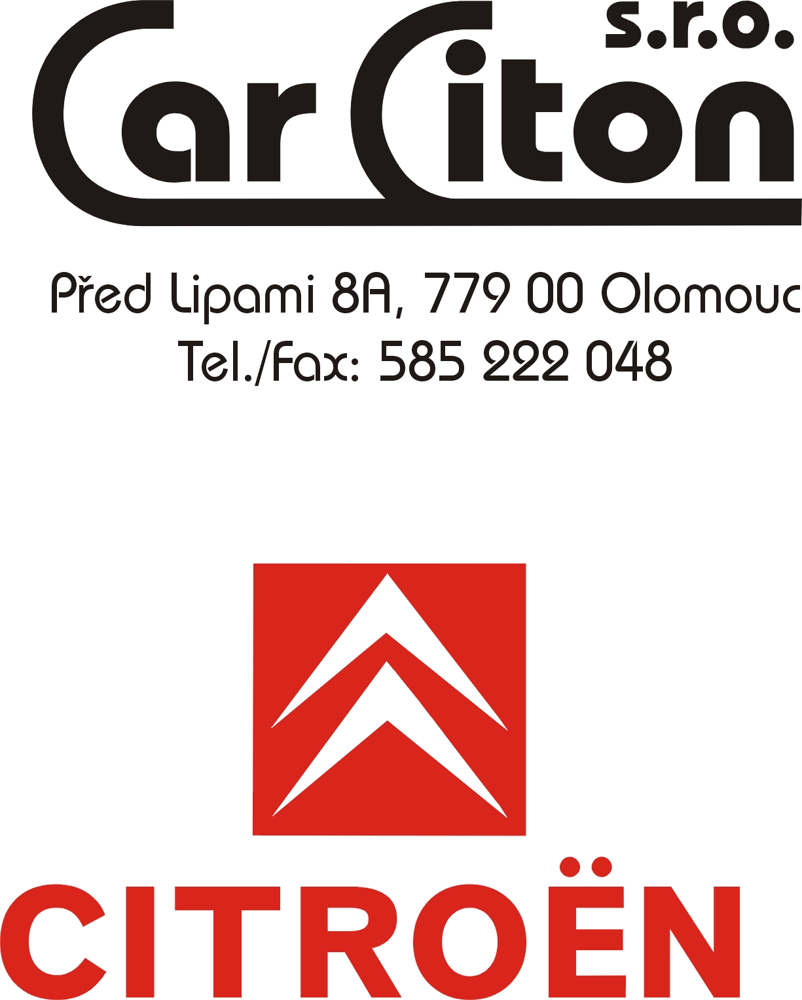 Car Citon s.r.o.
Před Lipami 8A, 779 00 Olomouc
Tel./Fax: 585 222 048
CITROËN